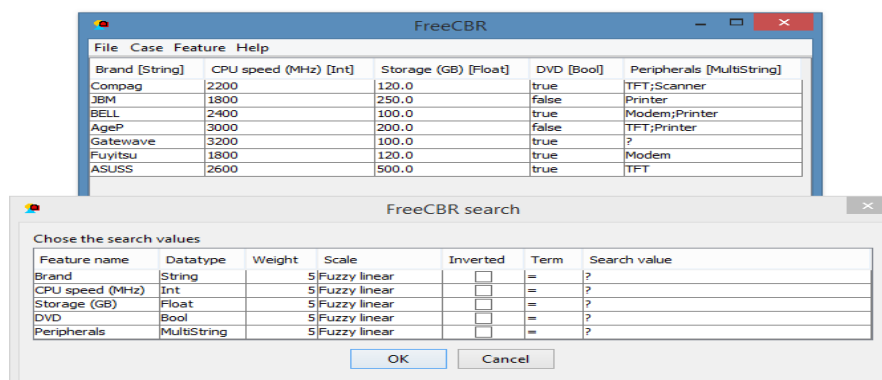 FreeCBR
File Case Feature Help
Brand [String] CPU speed (MHz) [Int] Storage (GB) [Float] DVD [Bool] Peripherals [MultiString]
Compag 2200 120.0 true TFT;Scanner
JBM 1800 250.0 false Printer
BELL 2400 100.0 true Modem;Printer
AgeP 3000 200.0 false TFT;Printer
Gatewave 3200 100.0 true ?
Fuyitsu 1800 120.0 true Modem
ASUSS 2600 500.0 true TFT
FreeCBR search
Chose the search values
Feature name Datatype Weight Scale Inverted Term Search value
Brand String 5 Fuzzy linear = ?
CPU speed (MHz) Int 5 Fuzzy linear = ?
Storage (GB) Float 5 Fuzzy linear = ?
DVD Bool 5 Fuzzy linear = ?
Peripherals MultiString 5 Fuzzy linear = ?
OK Cancel